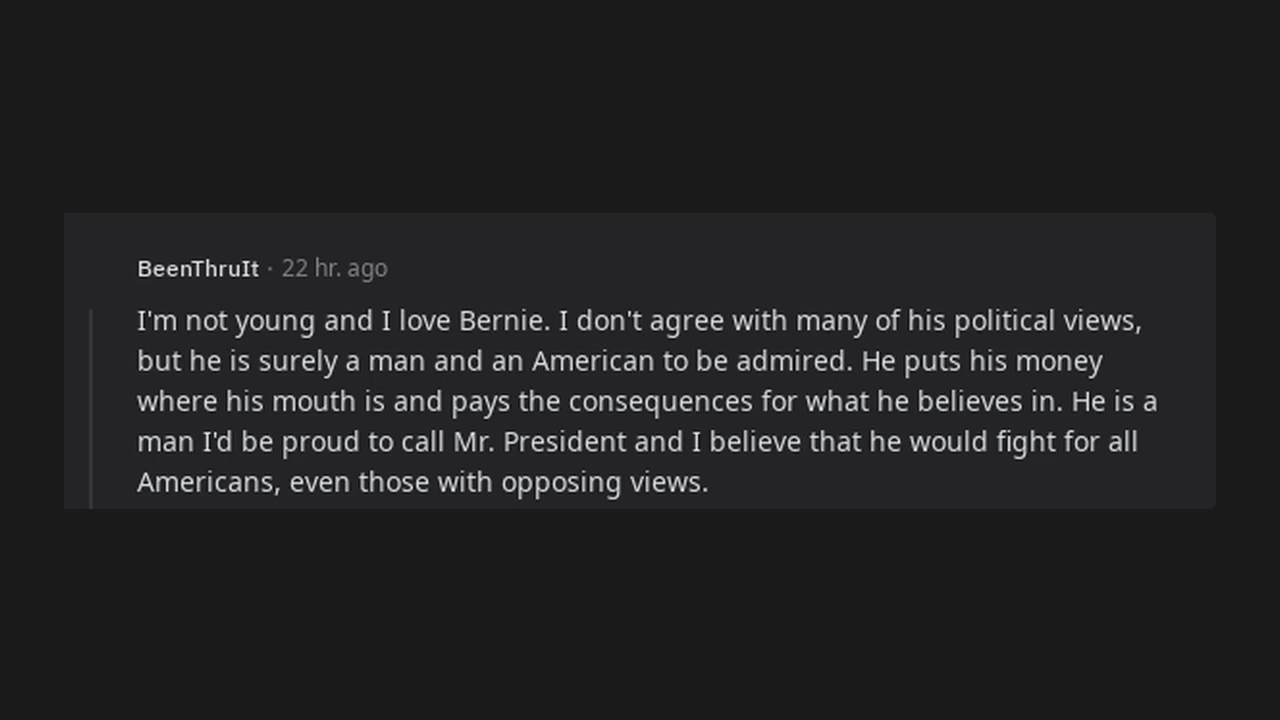 BeenThruIt · 22 hr. ago
I'm not young and I love Bernie. I don't agree with many of his political views,
but he is surely a man and an American to be admired. He puts his money
where his mouth is and pays the consequences for what he believes in. He is a
man I'd be proud to call Mr. President and I believe that he would fight for all
Americans, even those with opposing views.